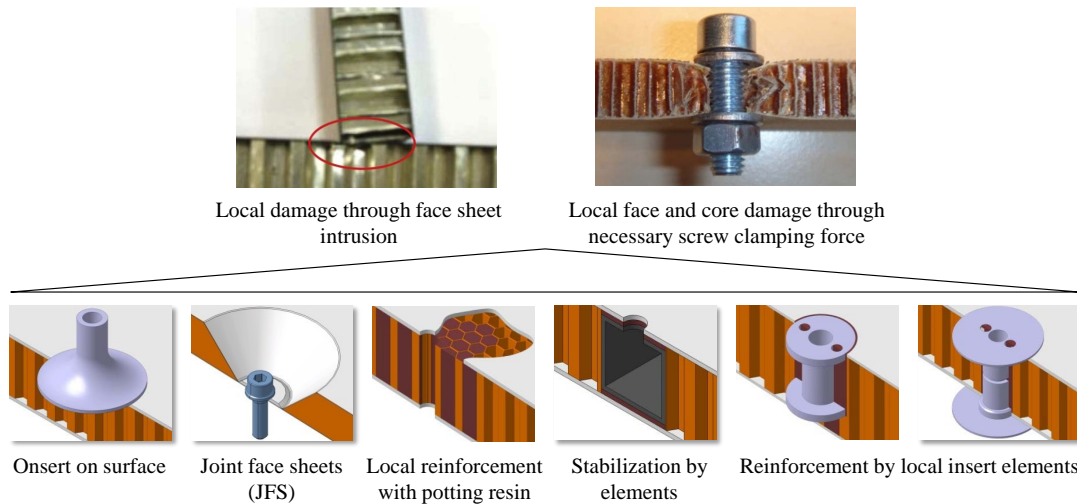 Local damage through face sheet
intrusion
Local face and core damage through
necessary screw clamping force
Onsert on surface
Joint face sheets
(JFS)
Local reinforcement
with potting resin
Stabilization by
elements
Reinforcement by local insert elements